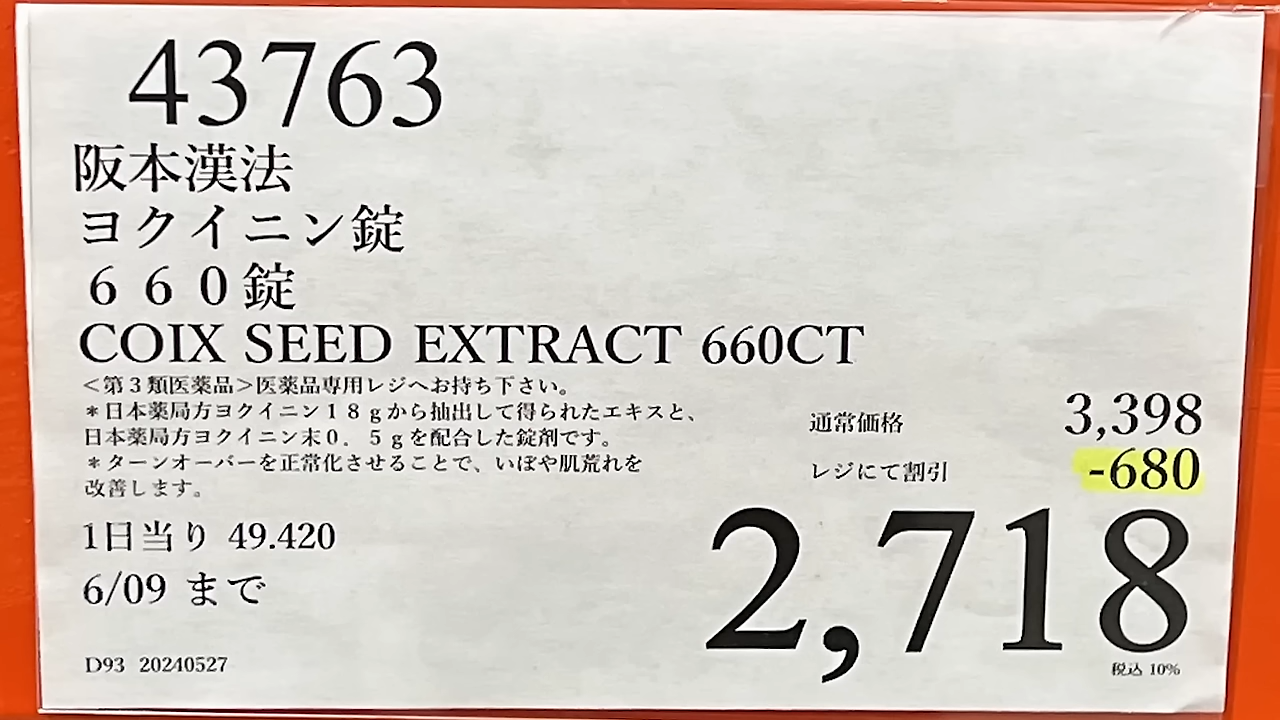 43763
阪本漢法
ヨクイニン錠
６６０錠
COIX SEED EXTRACT 660CT
＜第３類医薬品＞医薬品専用レジへお持ち下さい。
＊日本薬局方ヨクイニン１８ｇから抽出して得られたエキスと、
日本薬局方ヨクイニン末０．５ｇを配合した錠剤です。
＊ターンオーバーを正常化させることで、いぼや肌荒れを
改善します。
通常価格 3,398
レジにて割引 -680
2,718
1日当り 49.420
6/09 まで
D93 20240527
税込 10%